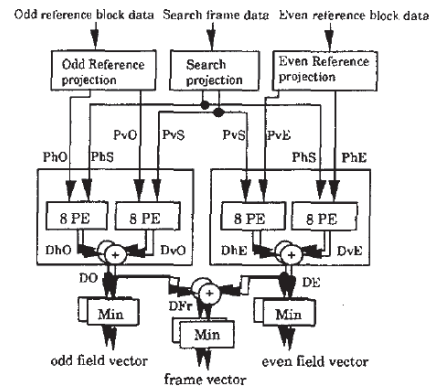 Odd reference block data Search frame data Even reference block data
Odd Reference projection
Search projection
Even Reference projection
PhO PhS PvO PvS PvS PvE PhS PhE
8 PE 8 PE 8 PE 8 PE
DhO + DvO DhE + DvE
DO DFr + DE
Min Min Min
odd field vector frame vector even field vector